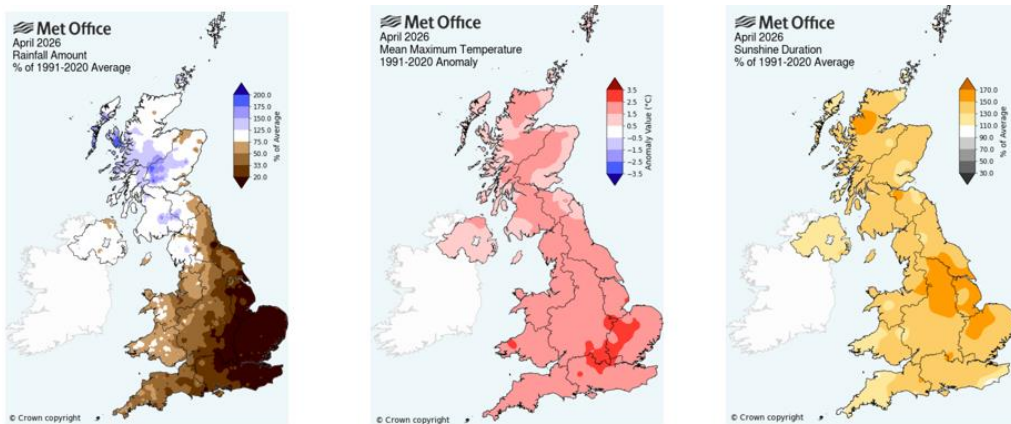 Met Office
April 2026
Rainfall Amount
% of 1991-2020 Average
200.0
175.0
150.0
125.0
75.0
50.0
33.0
20.0
% of Average
© Crown copyright
Met Office
April 2026
Mean Maximum Temperature
1991-2020 Anomaly
3.5
2.5
1.5
0.5
−0.5
−1.5
−2.5
−3.5
Anomaly Value (°C)
© Crown copyright
Met Office
April 2026
Sunshine Duration
% of 1991-2020 Average
170.0
150.0
130.0
110.0
90.0
70.0
50.0
30.0
% of Average
© Crown copyright